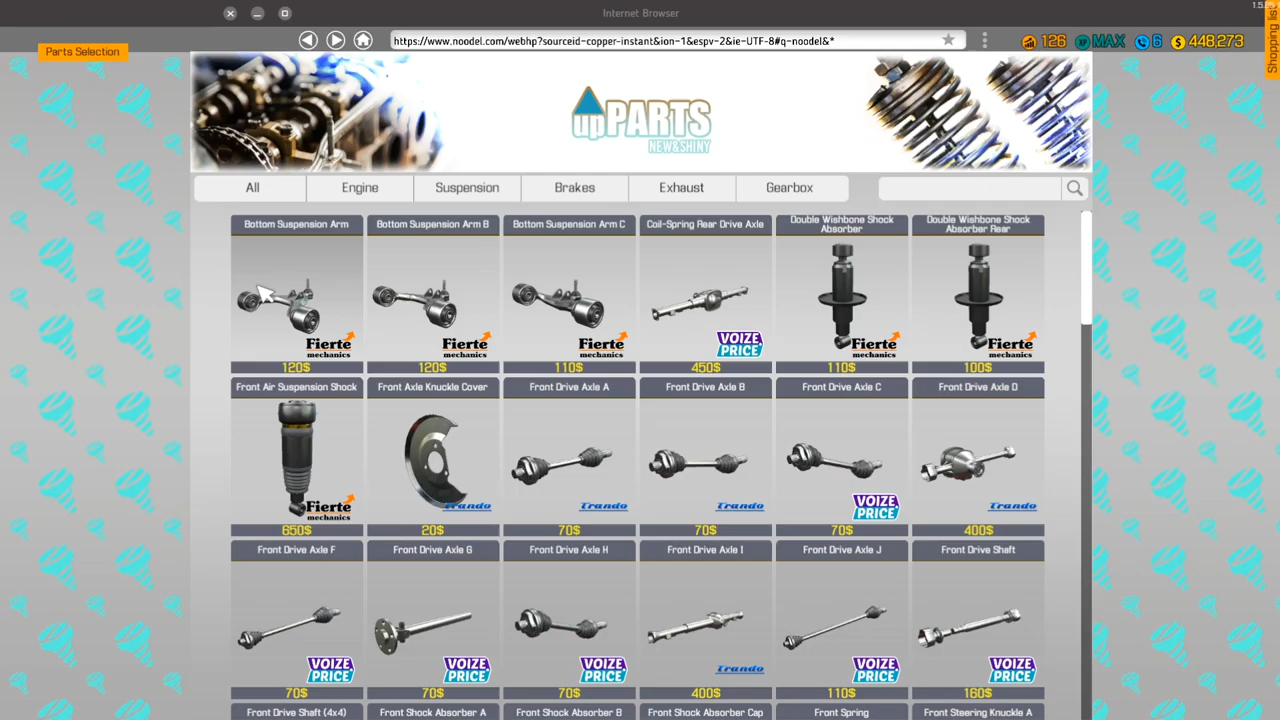 Internet Browser
1.5.
Shopping list
Parts Selection
https://www.noodel.com/webhp?sourceid-copper-instant&ion-1&espv-2&ie-UTF-8#q-noodel&*
126
XP MAX
6
$ 448,273
upPARTS
NEW&SHINY
All
Engine
Suspension
Brakes
Exhaust
Gearbox
Bottom Suspension Arm
Bottom Suspension Arm B
Bottom Suspension Arm C
Coil-Spring Rear Drive Axle
Double Wishbone Shock
Absorber
Double Wishbone Shock
Absorber Rear
Fierte
mechanics
Fierte
mechanics
Fierte
mechanics
VOIZE
PRICE
Fierte
mechanics
Fierte
mechanics
120$
120$
110$
450$
110$
100$
Front Air Suspension Shock
Front Axle Knuckle Cover
Front Drive Axle A
Front Drive Axle B
Front Drive Axle C
Front Drive Axle D
Fierte
mechanics
Trando
Trando
Trando
VOIZE
PRICE
Trando
650$
20$
70$
70$
70$
400$
Front Drive Axle F
Front Drive Axle G
Front Drive Axle H
Front Drive Axle I
Front Drive Axle J
Front Drive Shaft
VOIZE
PRICE
VOIZE
PRICE
VOIZE
PRICE
Trando
VOIZE
PRICE
VOIZE
PRICE
70$
70$
70$
400$
110$
160$
Front Drive Shaft (4x4)
Front Shock Absorber A
Front Shock Absorber B
Front Shock Absorber Cap
Front Spring
Front Steering Knuckle A